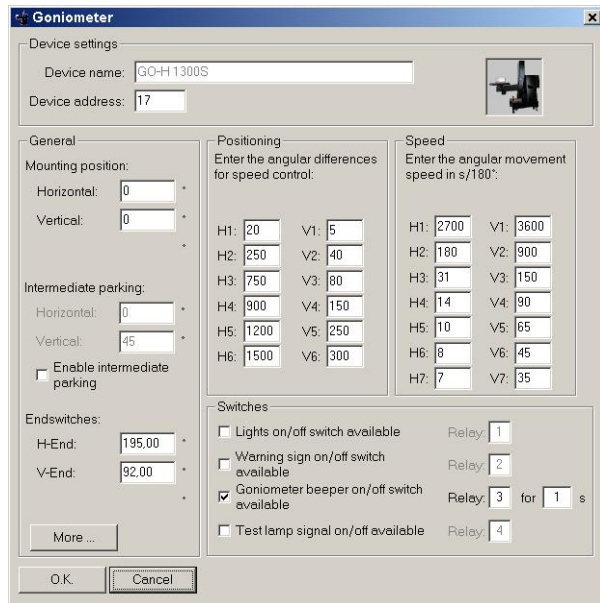 Goniometer
Device settings
Device name: GO-H 1300S
Device address: 17
General
Mounting position:
Horizontal: 0 °
Vertical: 0 °
°
Intermediate parking:
Horizontal: 0 °
Vertical: 45 °
Enable intermediate
parking
Endswitches:
H-End: 195,00 °
V-End: 92,00 °
°
More ...
Positioning
Enter the angular differences
for speed control:
H1: 20 V1: 5
H2: 250 V2: 40
H3: 750 V3: 80
H4: 900 V4: 150
H5: 1200 V5: 250
H6: 1500 V6: 300
Speed
Enter the angular movement
speed in s/180°:
H1: 2700 V1: 3600
H2: 180 V2: 900
H3: 31 V3: 150
H4: 14 V4: 90
H5: 10 V5: 65
H6: 8 V6: 45
H7: 7 V7: 35
Switches
Lights on/off switch available Relay: 1
Warning sign on/off switch
available Relay: 2
Goniometer beeper on/off switch
available Relay: 3 for 1 s
Test lamp signal on/off available Relay: 4
O.K. Cancel